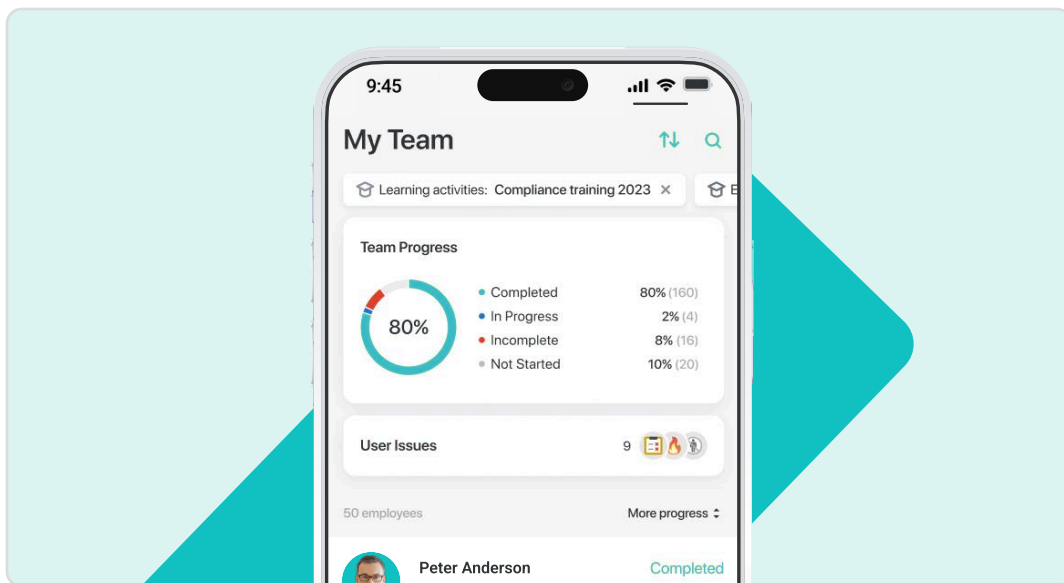 9:45
My Team
Learning activities: Compliance training 2023 ×
Team Progress
80%
Completed 80% (160)
In Progress 2% (4)
Incomplete 8% (16)
Not Started 10% (20)
User Issues 9
50 employees More progress
Peter Anderson Completed